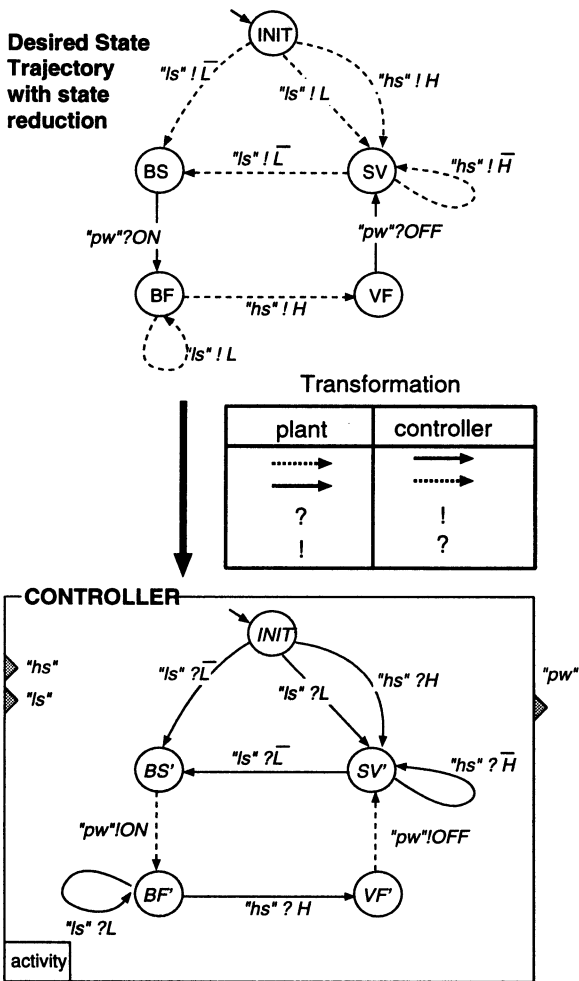 Desired State
Trajectory
with state
reduction
INIT
"ls" ! L̅
"ls" ! L
"hs" ! H
BS
"ls" ! L̅
SV
"hs" ! H̅
"pw"?ON
"pw"?OFF
BF
"hs" ! H
VF
"ls" ! L
Transformation
plant controller
? !
! ?
CONTROLLER
INIT
"hs"
"ls"
"pw"
"ls" ?L̅
"ls" ?L
"hs" ?H
BS'
"ls" ?L̅
SV'
"hs" ? H̅
"pw"!ON
"pw"!OFF
BF'
"hs" ? H
VF'
"ls" ?L
activity